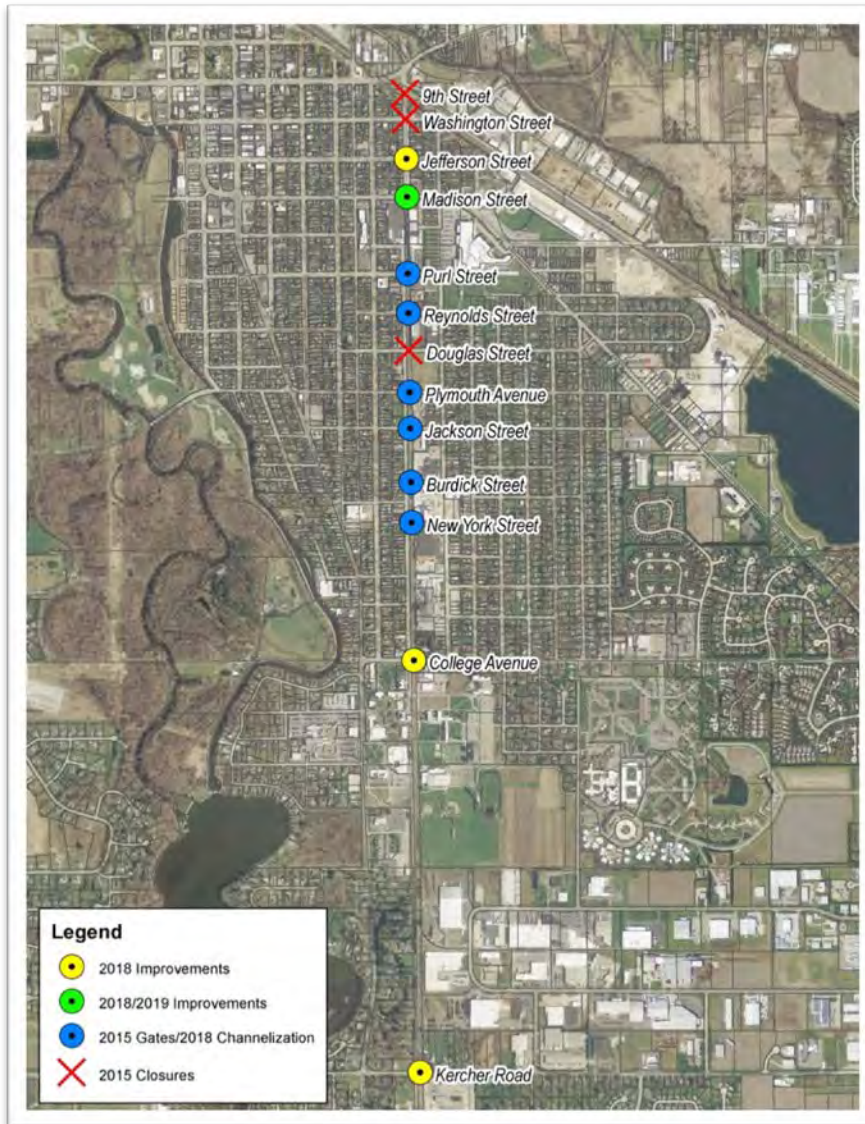 9th Street
Washington Street
Jefferson Street
Madison Street
Purl Street
Reynolds Street
Douglas Street
Plymouth Avenue
Jackson Street
Burdick Street
New York Street
College Avenue
Legend
2018 Improvements
2018/2019 Improvements
2015 Gates/2018 Channelization
2015 Closures
Kercher Road